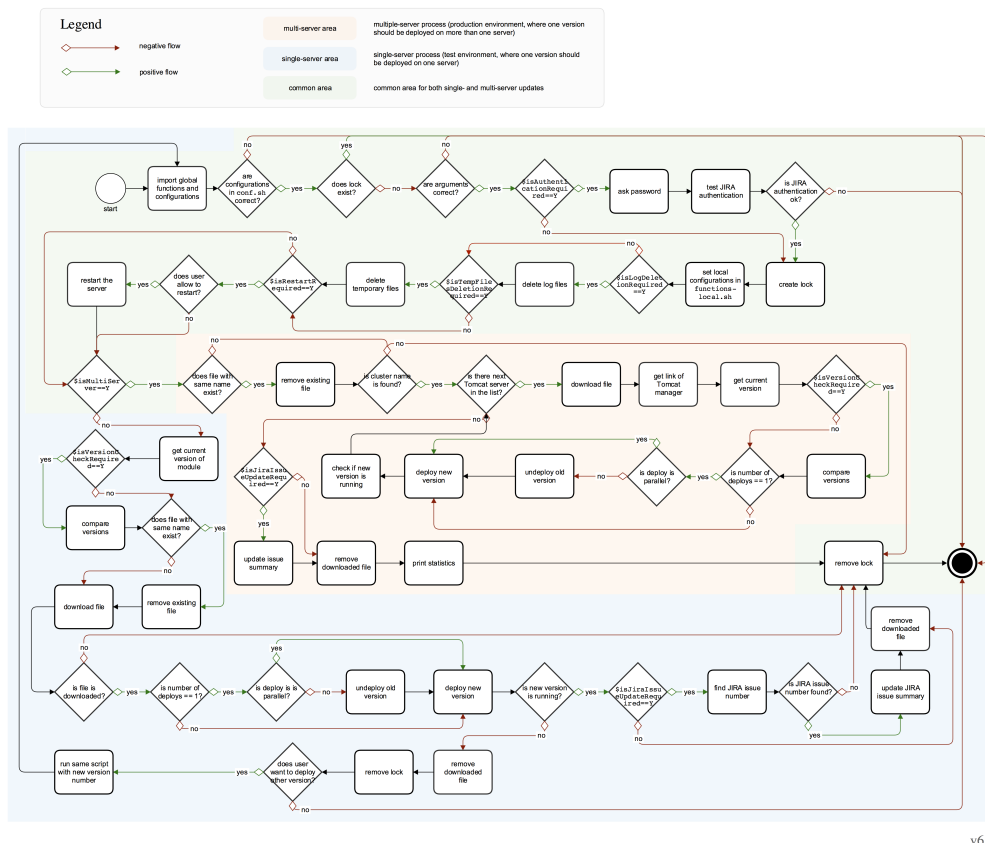 Legend
negative flow
positive flow
multi-server area
multiple-server process (production environment, where one version
should be deployed on more than one server)
single-server area
single-server process (test environment, where one version should
be deployed on one server)
common area
common area for both single- and multi-server updates
start
import global
functions and
configurations
no
are
configurations
in conf.sh
correct?
yes
yes
does lock
exist?
no
no
are arguments
correct?
yes
$isAuthenti
cationRequi
red==Y
yes
no
ask password
test JIRA
authentication
is JIRA
authentication
ok?
no
yes
restart the
server
yes
does user
allow to
restart?
no
yes
no
$isRestartR
equired==Y
delete
temporary files
yes
$isTempFile
sDeletionRe
quired==Y
no
delete log files
yes
no
$isLogDelet
ionRequired
==Y
set local
configurations in
functions-
local.sh
create lock
$isMultiSer
ver==Y
yes
no
no
does file with
same name
exist?
yes
remove existing
file
no
is cluster name
is found?
yes
is there next
Tomcat server
in the list?
yes
no
download file
get link of
Tomcat
manager
get current
version
$isVersionC
heckRequire
d==Y
yes
no
yes
$isVersionC
heckRequire
d==Y
no
get current
version of
module
$isJiraIssu
eUpdateRequ
ired==Y
no
yes
check if new
version is
running
deploy new
version
yes
undeploy old
version
no
is deploy is
parallel?
yes
is number of
deploys == 1?
no
compare
versions
compare
versions
does file with
same name
exist?
yes
no
update issue
summary
remove
downloaded file
print statistics
remove lock
download file
remove existing
file
remove
downloaded
file
no
is file is
downloaded?
yes
is number of
deploys == 1?
yes
no
yes
is deploy is is
parallel?
no
undeploy old
version
deploy new
version
is new version
is running?
yes
no
$isJiraIssu
eUpdateRequ
ired==Y
yes
no
find JIRA issue
number
is JIRA issue
number found?
no
yes
update JIRA
issue summary
run same script
with new version
number
yes
does user
want to deploy
other version?
no
remove lock
remove
downloaded
file
v6